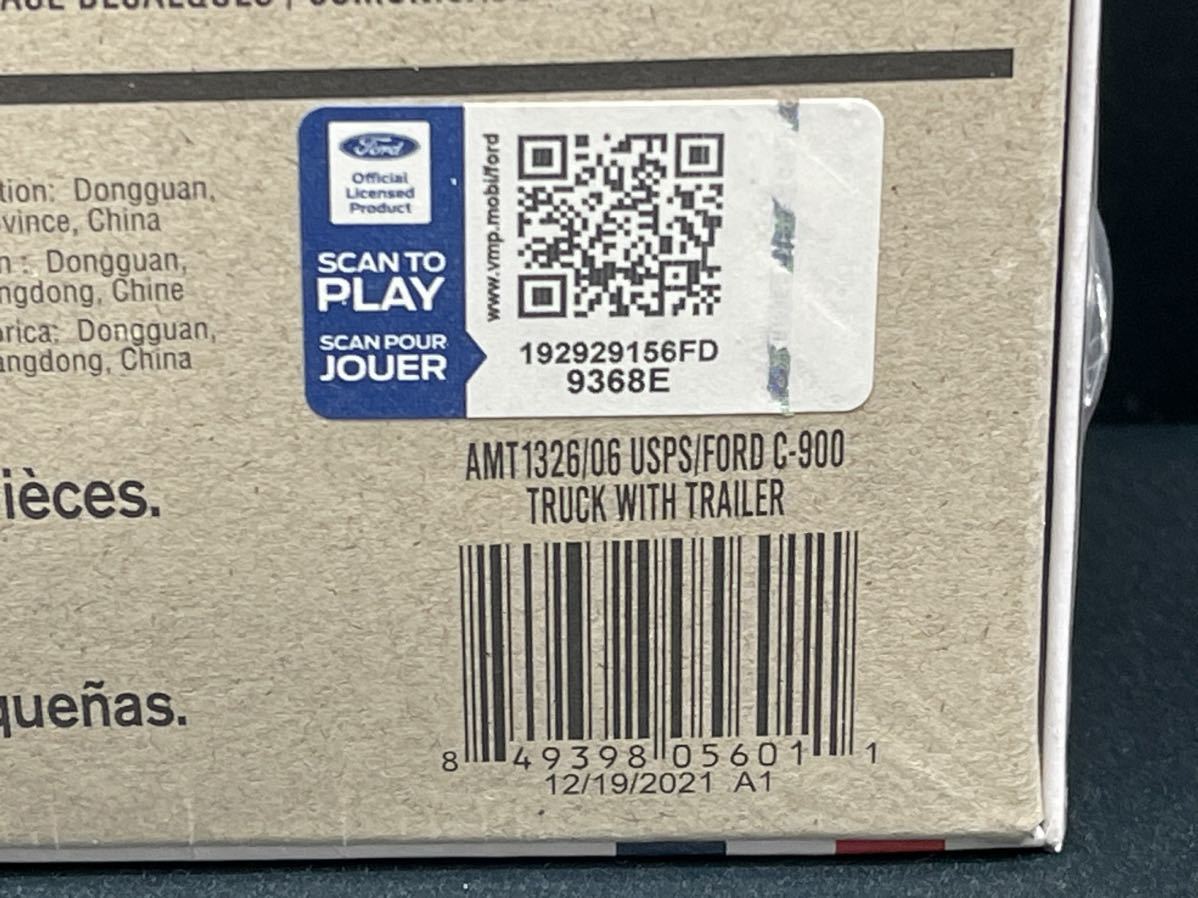 tion: Dongguan,
vince, China
n : Dongguan,
ngdong, Chine
orica: Dongguan,
angdong, China
ièces.
queñas.
Ford
Official
Licensed
Product
SCAN TO
PLAY
SCAN POUR
JOUER
www.vmp.mobi/ford
192929156FD
9368E
AMT1326/06 USPS/FORD C-900
TRUCK WITH TRAILER
8 49398 05601 1
12/19/2021 A1